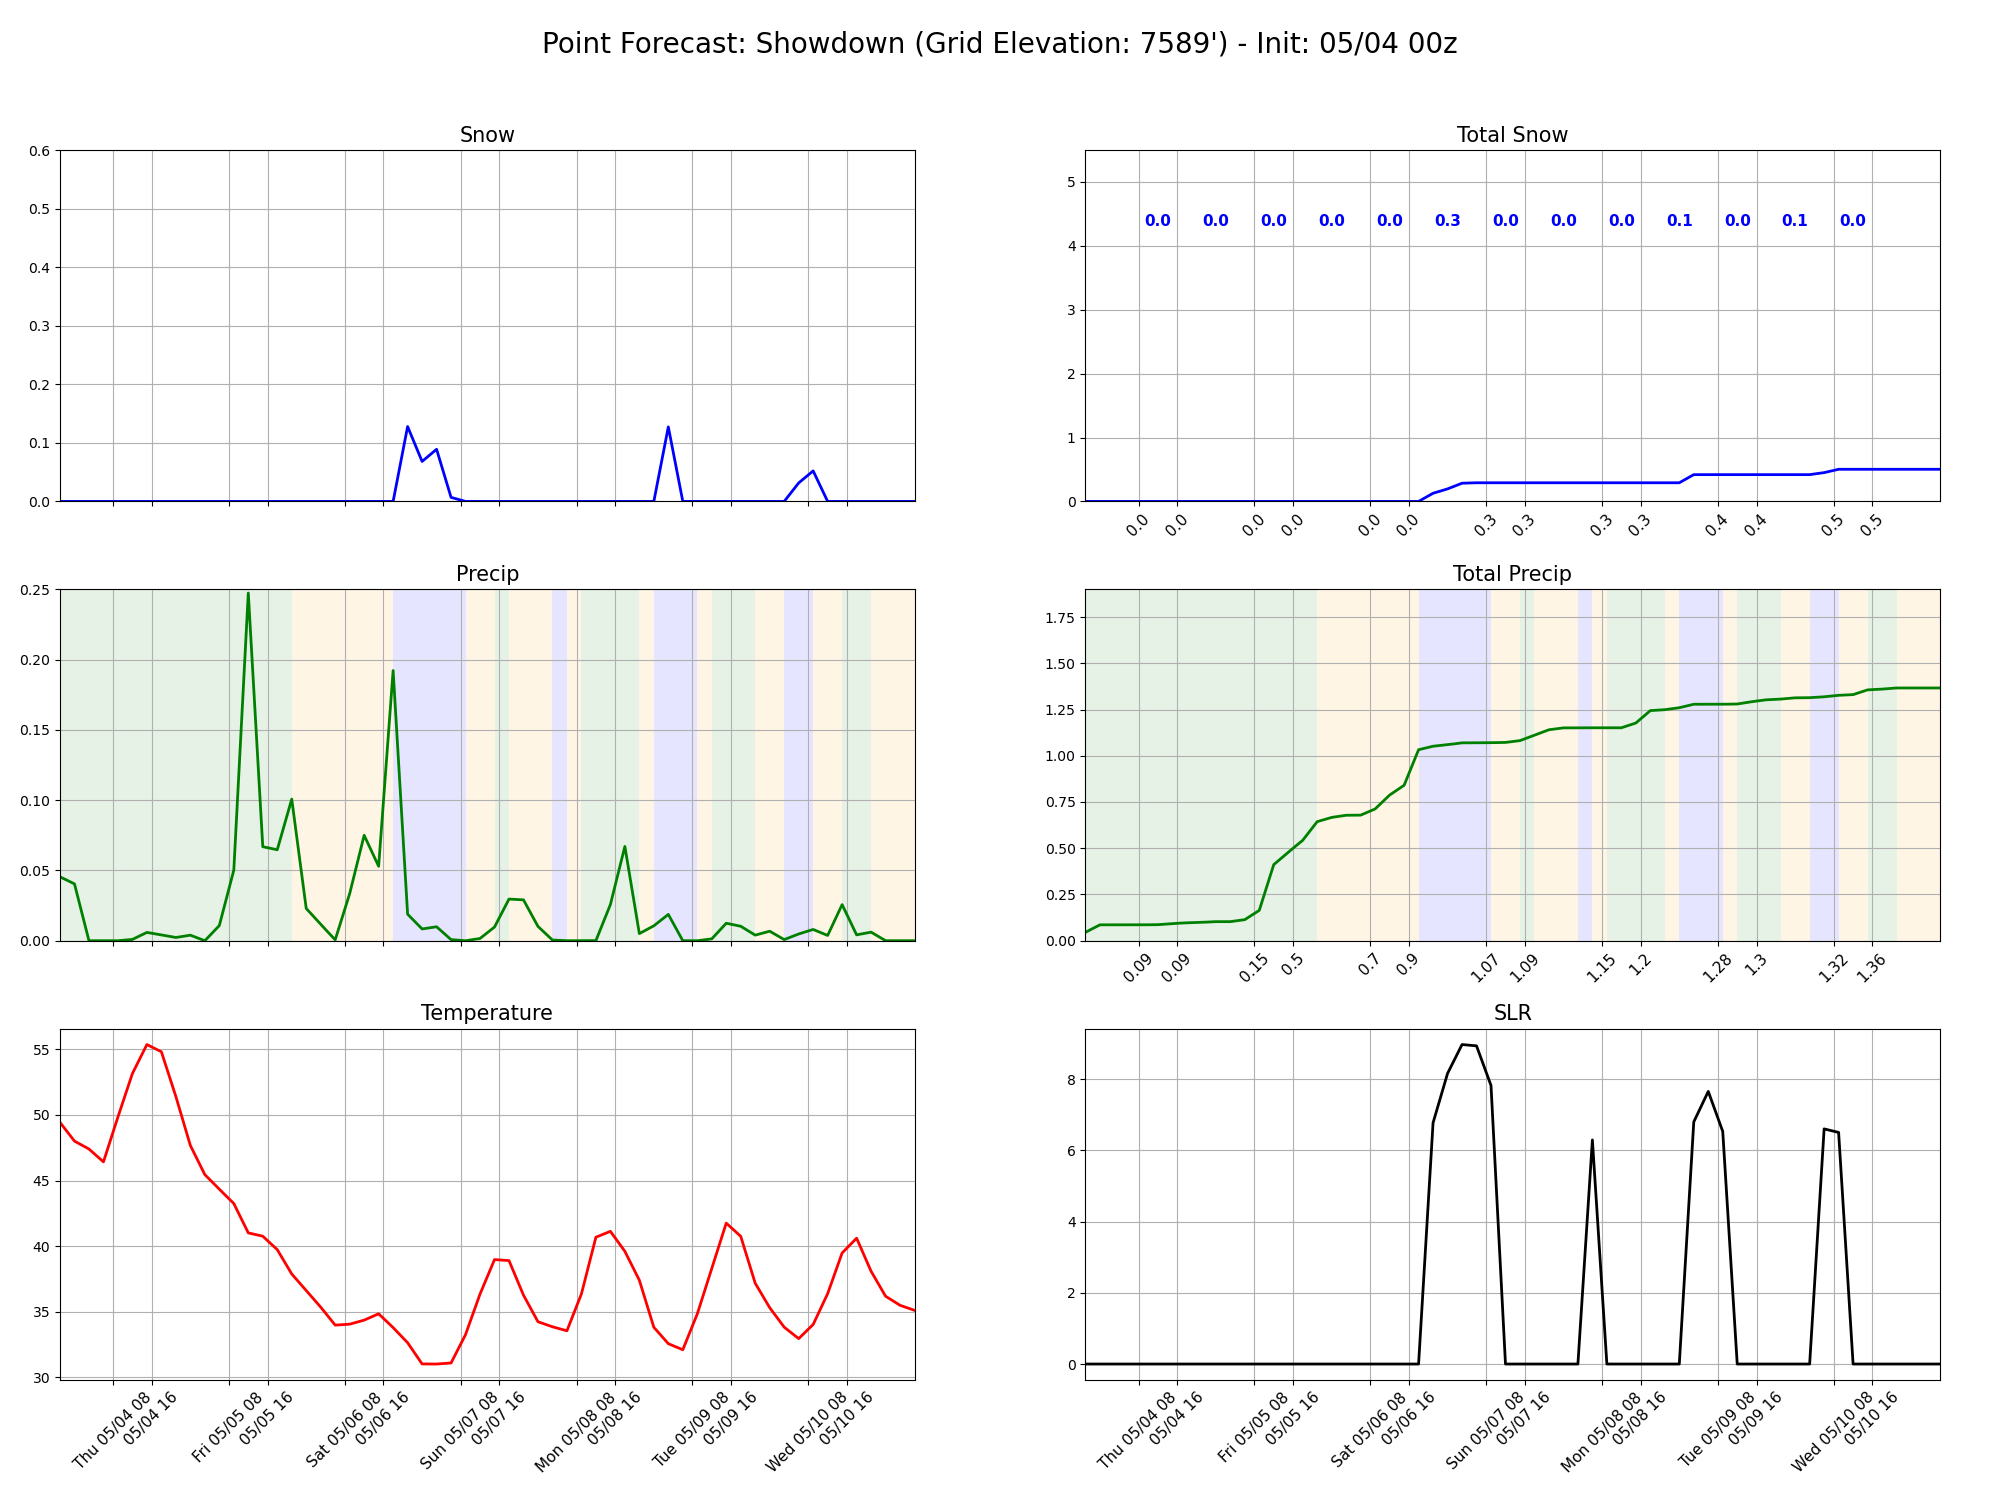 Point Forecast: Showdown (Grid Elevation: 7589') - Init: 05/04 00z
Snow
0.6
0.5
0.4
0.3
0.2
0.1
0.0
Total Snow
5
4
3
2
1
0
0.0 0.0 0.0 0.0 0.0 0.3 0.0 0.0 0.0 0.1 0.0 0.1 0.0
0.0 0.0 0.0 0.0 0.0 0.0 0.3 0.3 0.3 0.3 0.4 0.4 0.5 0.5
Precip
0.25
0.20
0.15
0.10
0.05
0.00
Total Precip
1.75
1.50
1.25
1.00
0.75
0.50
0.25
0.00
0.09 0.09 0.15 0.5 0.7 0.9 1.07 1.09 1.15 1.2 1.28 1.3 1.32 1.36
Temperature
55
50
45
40
35
30
Thu 05/04 08
05/04 16
Fri 05/05 08
05/05 16
Sat 05/06 08
05/06 16
Sun 05/07 08
05/07 16
Mon 05/08 08
05/08 16
Tue 05/09 08
05/09 16
Wed 05/10 08
05/10 16
SLR
8
6
4
2
0
Thu 05/04 08
05/04 16
Fri 05/05 08
05/05 16
Sat 05/06 08
05/06 16
Sun 05/07 08
05/07 16
Mon 05/08 08
05/08 16
Tue 05/09 08
05/09 16
Wed 05/10 08
05/10 16